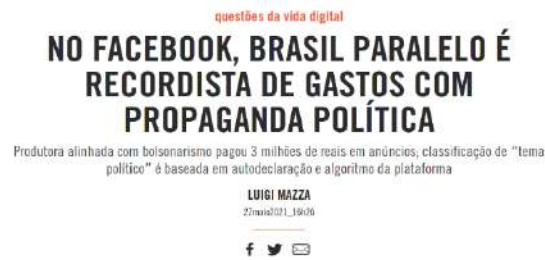 questões da vida digital
NO FACEBOOK, BRASIL PARALELO É
RECORDISTA DE GASTOS COM
PROPAGANDA POLÍTICA
Produtora alinhada com bolsonarismo pagou 3 milhões de reais em anúncios; classificação de "tema
político" é baseada em autodeclaração e algoritmo da plataforma
LUIGI MAZZA
27maio2021_16h26